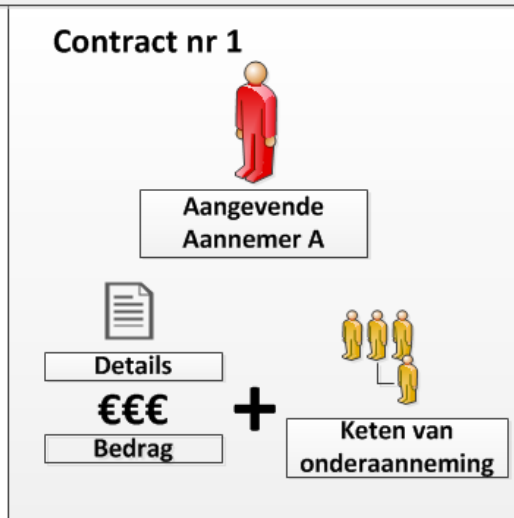 Contract nr 1
Aangevende
Aannemer A
Details
€€€
Bedrag
+
Keten van
onderaanneming